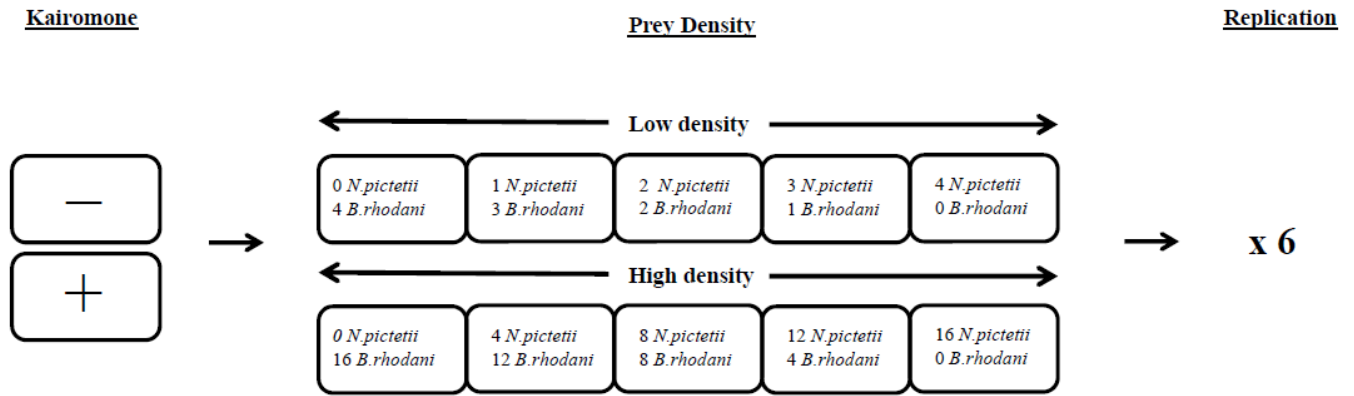 Kairomone
Prey Density
Replication
Low density
0 N.pictetii
4 B.rhodani
1 N.pictetii
3 B.rhodani
2 N.pictetii
2 B.rhodani
3 N.pictetii
1 B.rhodani
4 N.pictetii
0 B.rhodani
−
+
x 6
High density
0 N.pictetii
16 B.rhodani
4 N.pictetii
12 B.rhodani
8 N.pictetii
8 B.rhodani
12 N.pictetii
4 B.rhodani
16 N.pictetii
0 B.rhodani